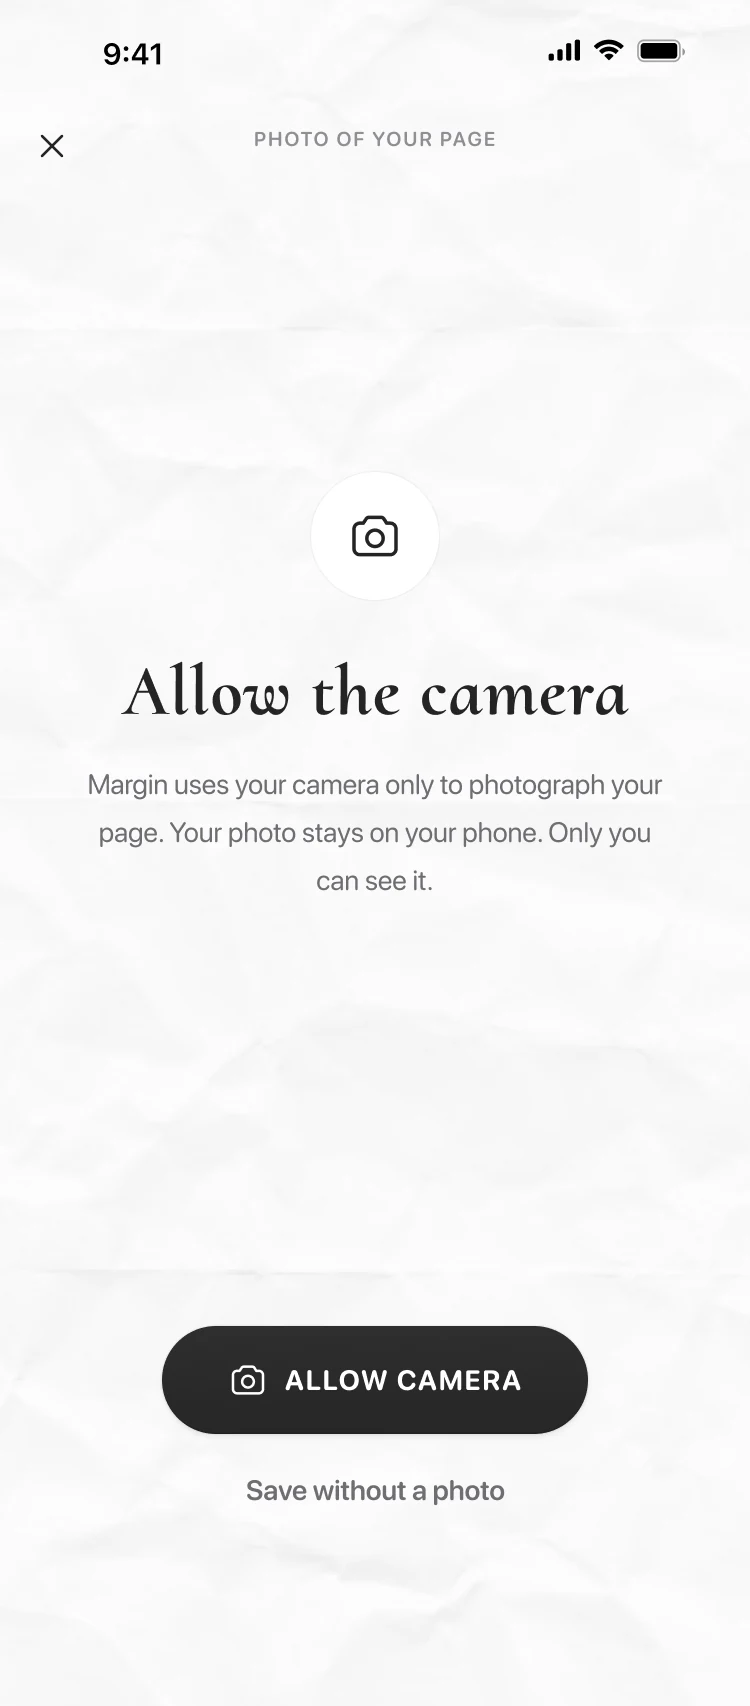 9:41
PHOTO OF YOUR PAGE
Allow the camera
Margin uses your camera only to photograph your
page. Your photo stays on your phone. Only you
can see it.
ALLOW CAMERA
Save without a photo